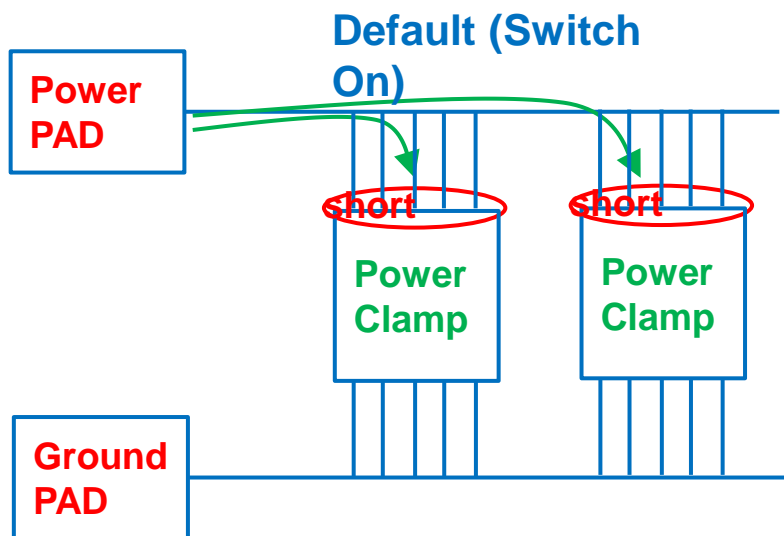 Default (Switch
On)
Power
PAD
short
short
Power
Clamp
Power
Clamp
Ground
PAD